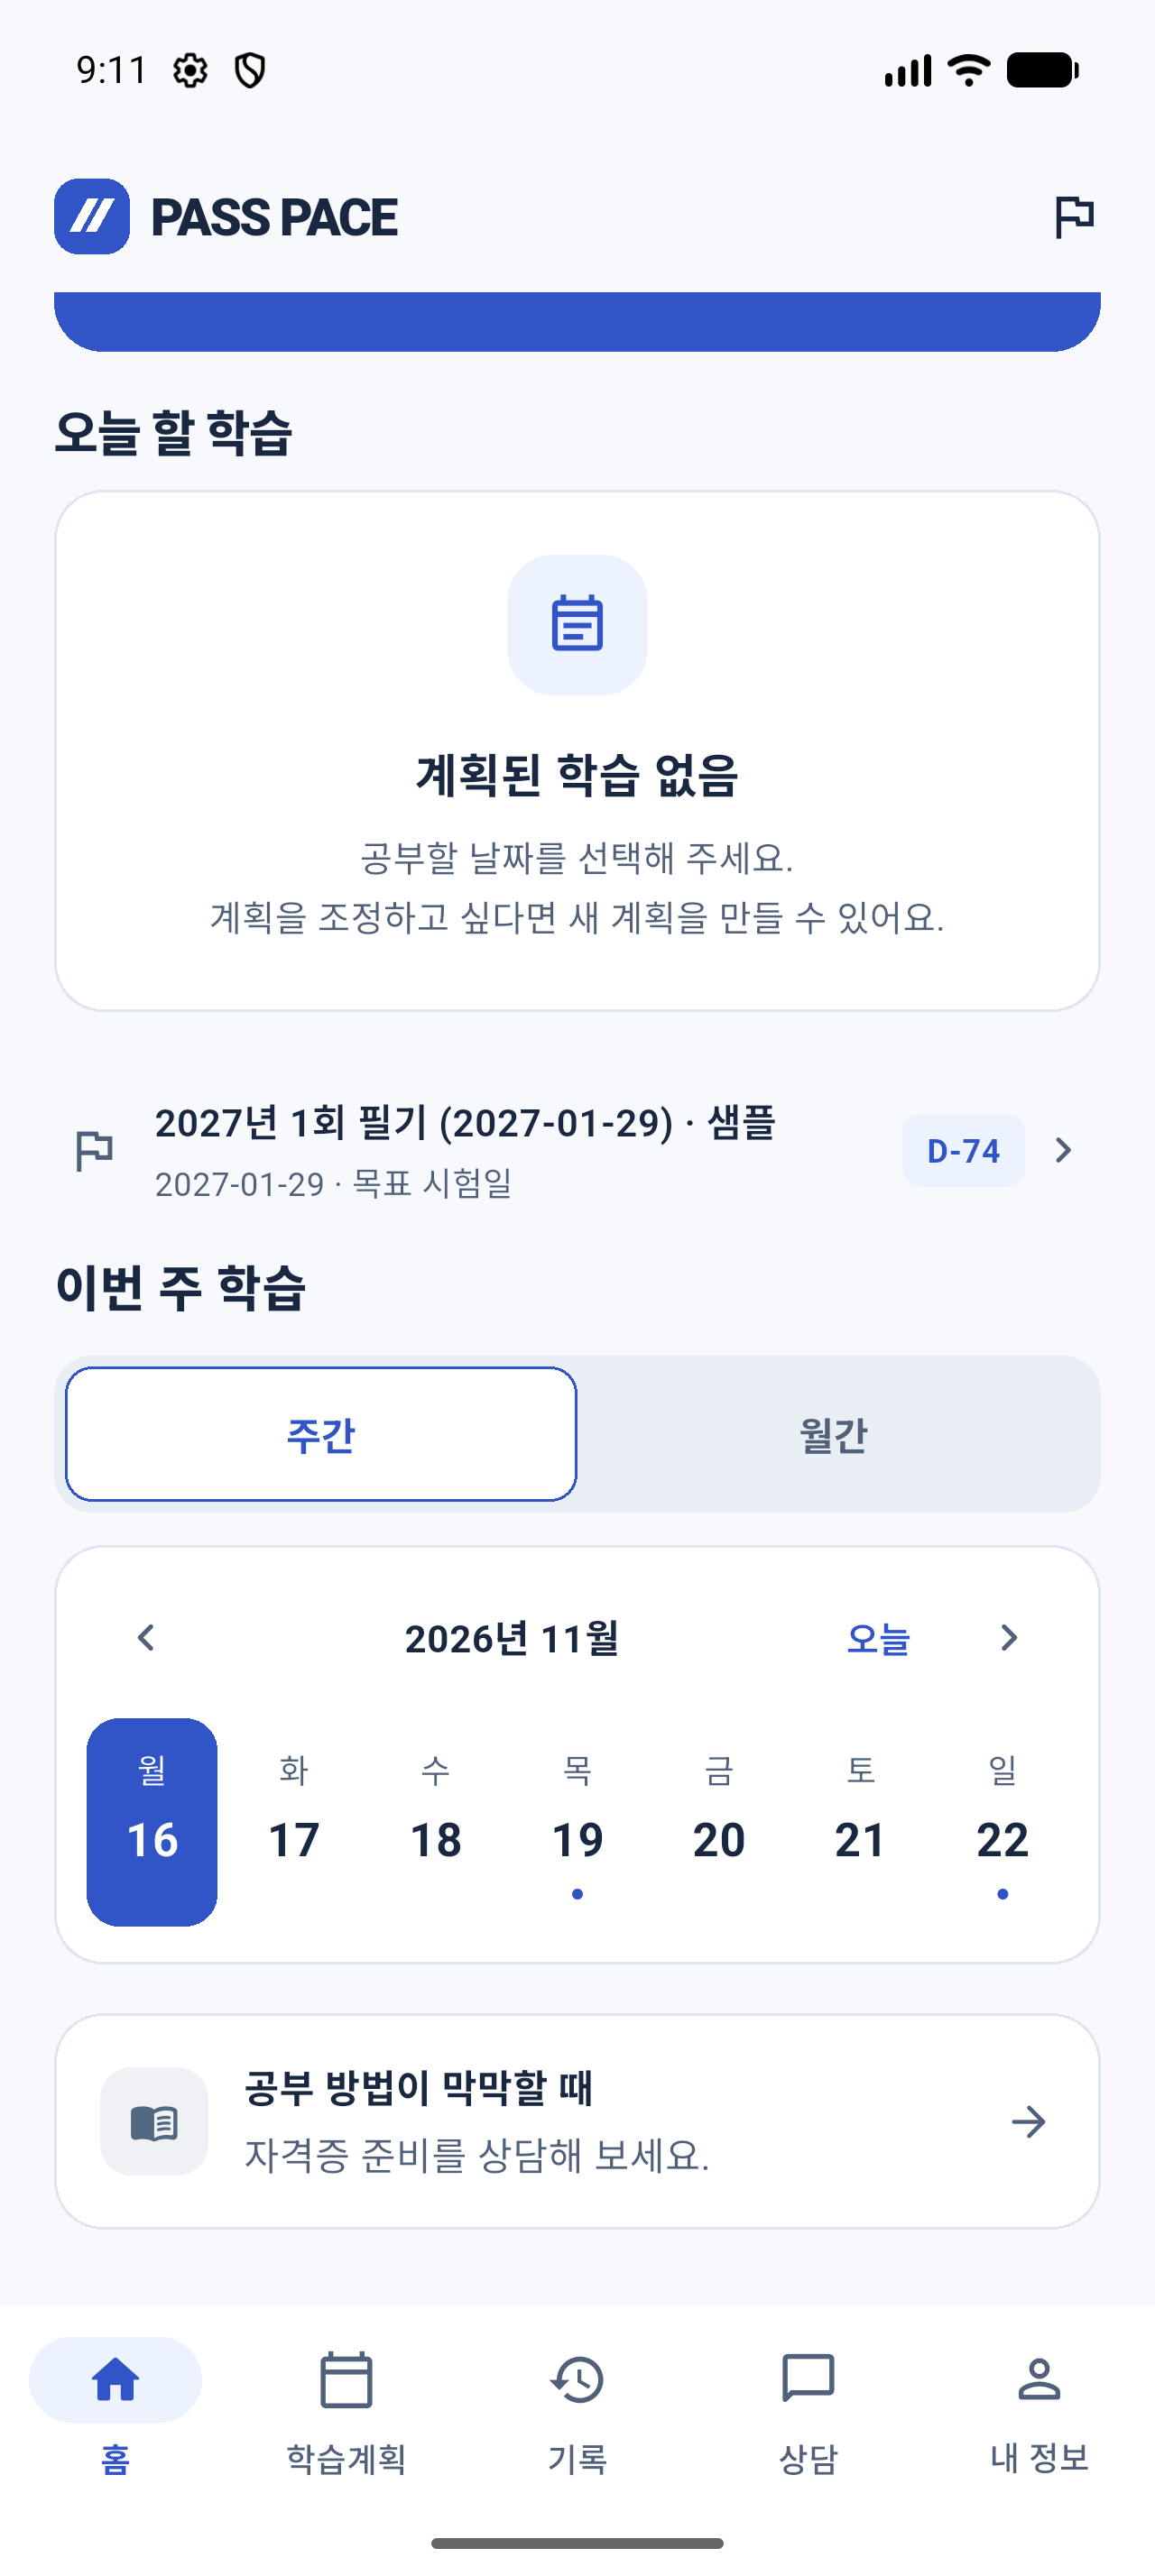 9:11
PASS PACE
오늘 할 학습
계획된 학습 없음
공부할 날짜를 선택해 주세요.
계획을 조정하고 싶다면 새 계획을 만들 수 있어요.
2027년 1회 필기 (2027-01-29) · 샘플
2027-01-29 · 목표 시험일
D-74
이번 주 학습
주간
월간
2026년 11월
오늘
월 화 수 목 금 토 일
16 17 18 19 20 21 22
공부 방법이 막막할 때
자격증 준비를 상담해 보세요.
홈 학습계획 기록 상담 내 정보